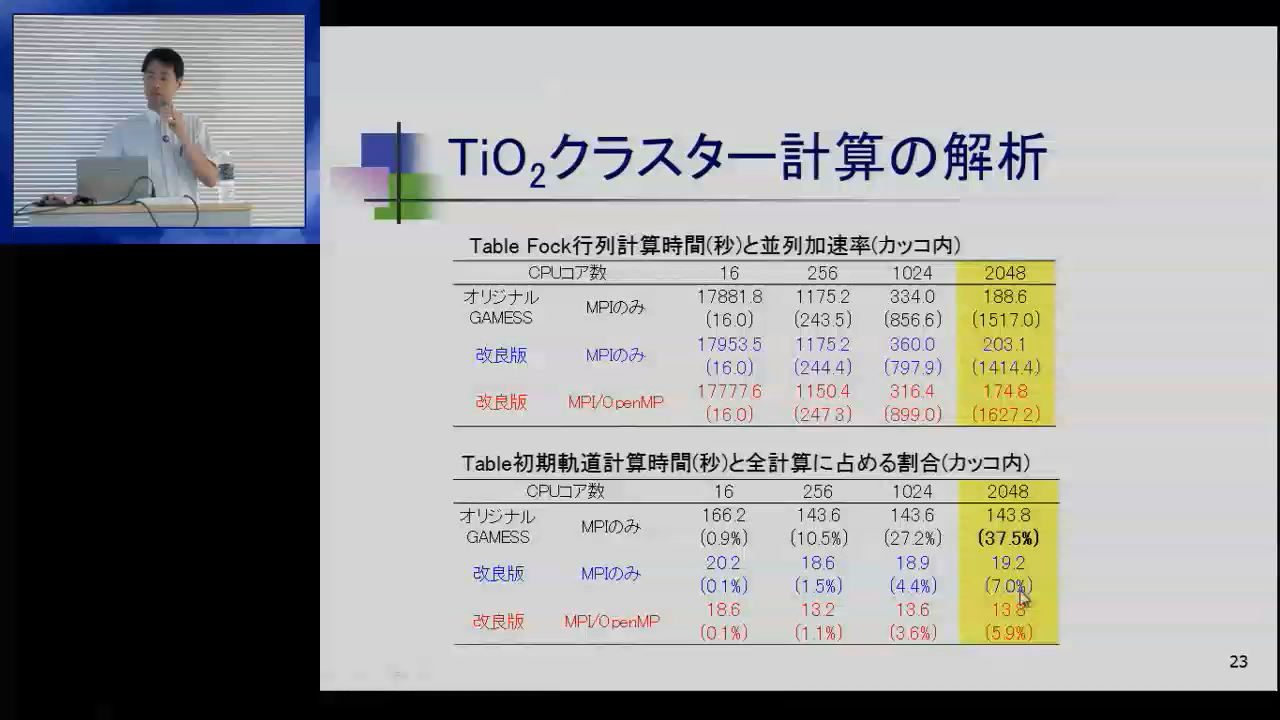 TiO2クラスター計算の解析
Table Fock行列計算時間(秒)と並列加速率(カッコ内)
CPUコア数 16 256 1024 2048
オリジナル GAMESS MPIのみ 17881.8 1175.2 334.0 188.6
(16.0) (243.5) (856.6) (1517.0)
改良版 MPIのみ 17953.5 1175.2 360.0 203.1
(16.0) (244.4) (797.9) (1414.4)
改良版 MPI/OpenMP 17777.6 1150.4 316.4 174.8
(16.0) (247.3) (899.0) (1627.2)
Table初期軌道計算時間(秒)と全計算に占める割合(カッコ内)
CPUコア数 16 256 1024 2048
オリジナル GAMESS MPIのみ 166.2 143.6 143.6 143.8
(0.9%) (10.5%) (27.2%) (37.5%)
改良版 MPIのみ 20.2 18.6 18.9 19.2
(0.1%) (1.5%) (4.4%) (7.0%)
改良版 MPI/OpenMP 18.6 13.2 13.6 13.8
(0.1%) (1.1%) (3.6%) (5.9%)
23